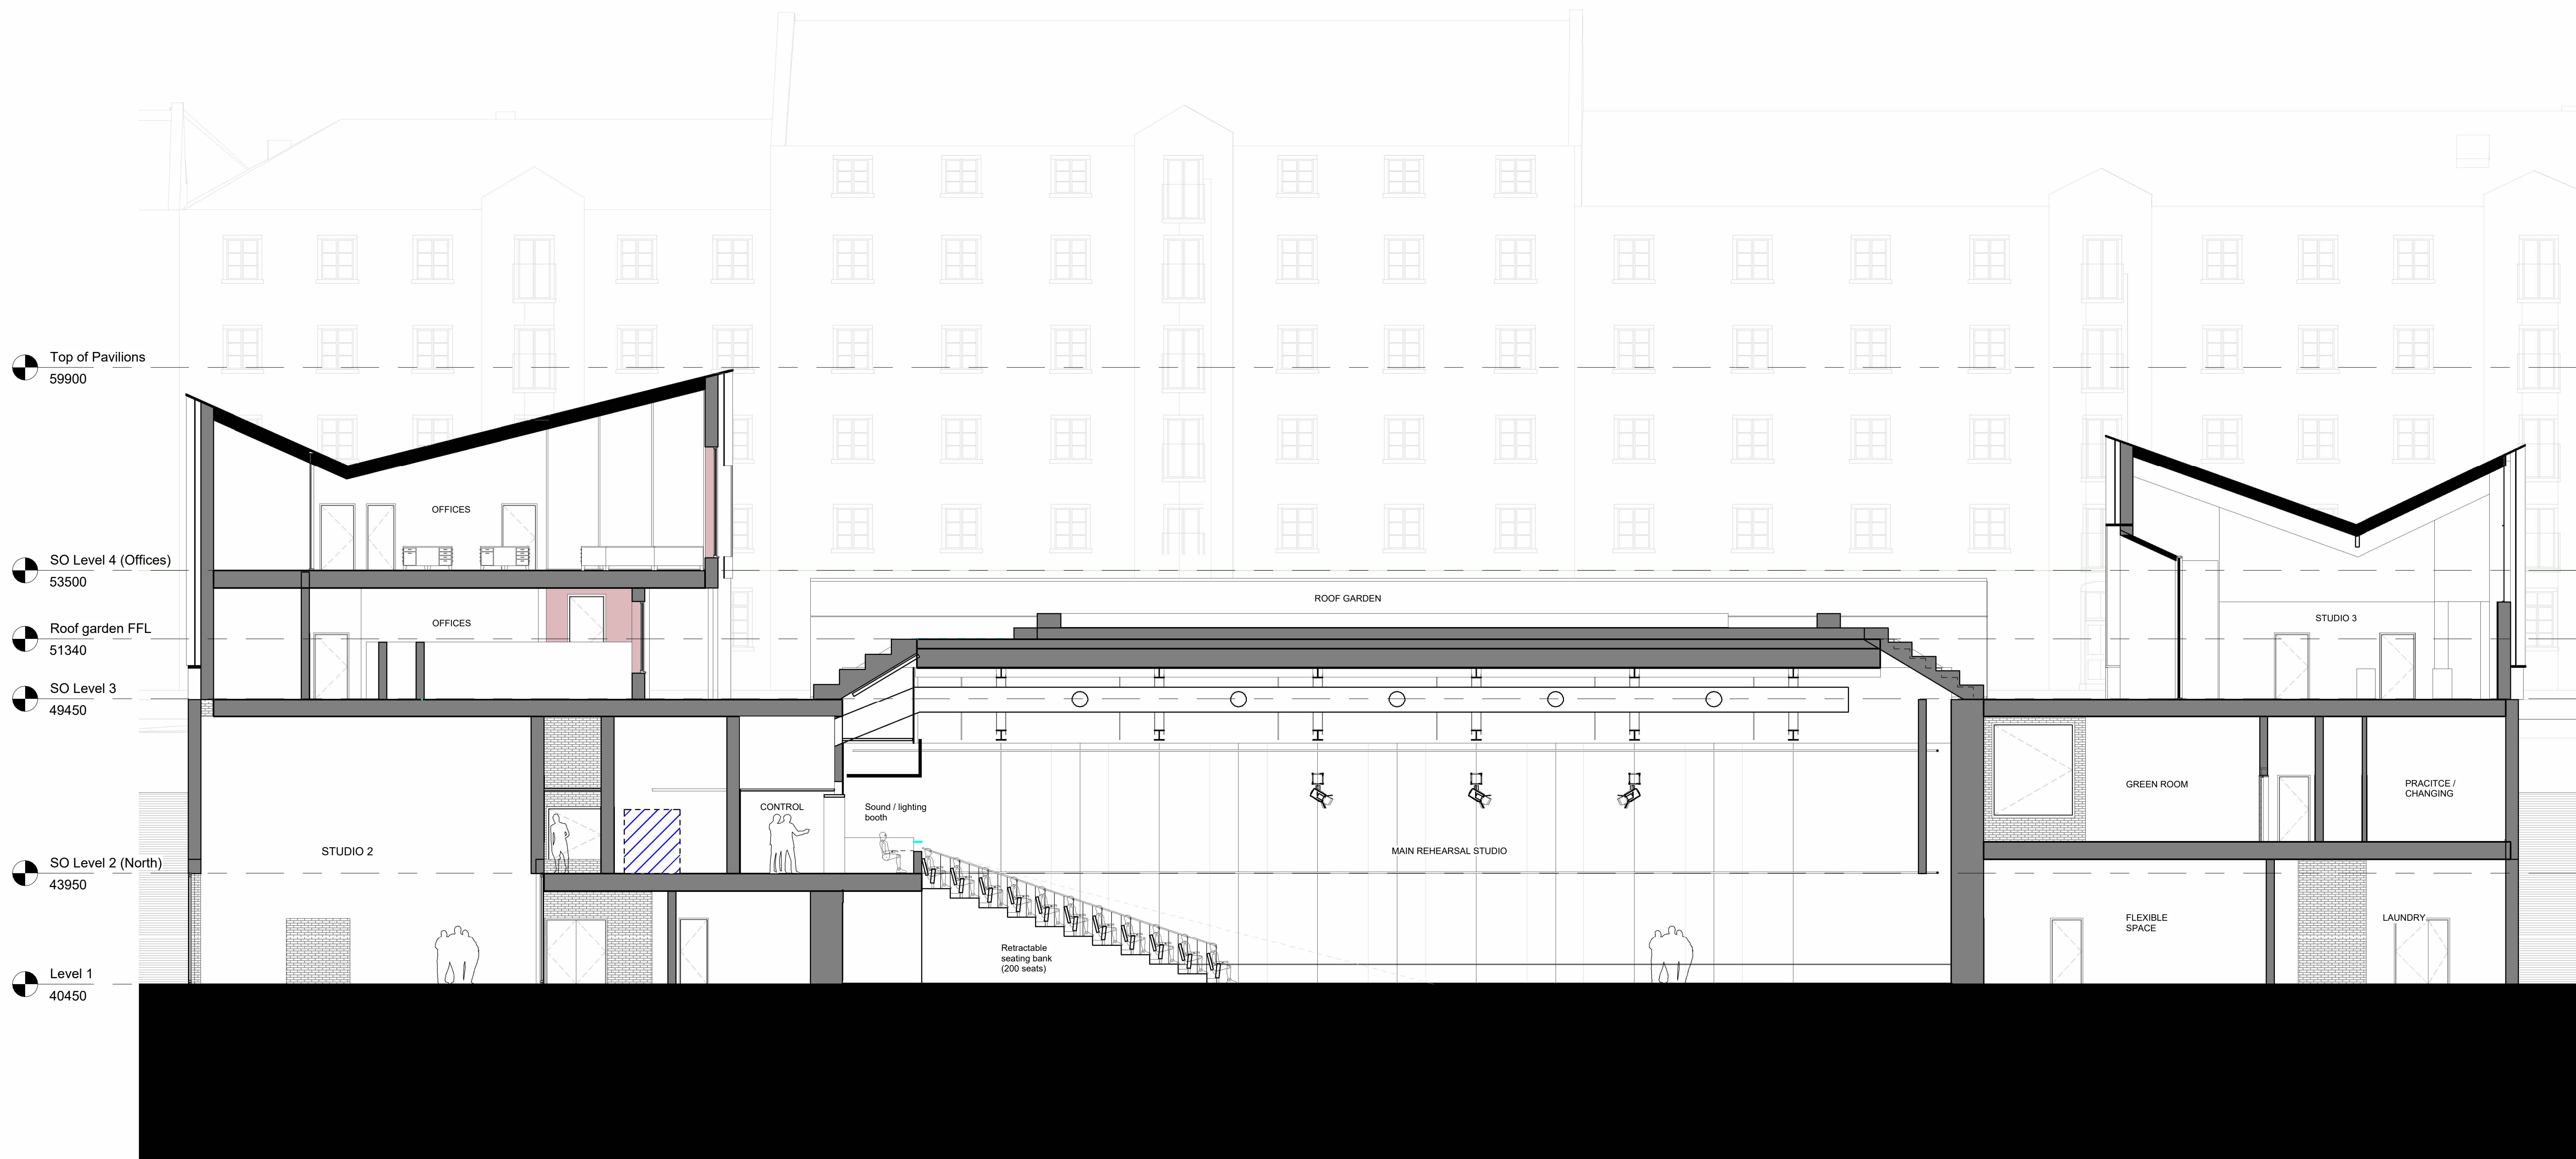 Top of Pavilions
59900
OFFICES
SO Level 4 (Offices)
53500
ROOF GARDEN
OFFICES
STUDIO 3
Roof garden FFL
51340
SO Level 3
49450
GREEN ROOM
PRACITCE /
CHANGING
CONTROL
Sound / lighting
booth
STUDIO 2
MAIN REHEARSAL STUDIO
SO Level 2 (North)
43950
FLEXIBLE
SPACE
LAUNDRY
Retractable
seating bank
(200 seats)
Level 1
40450